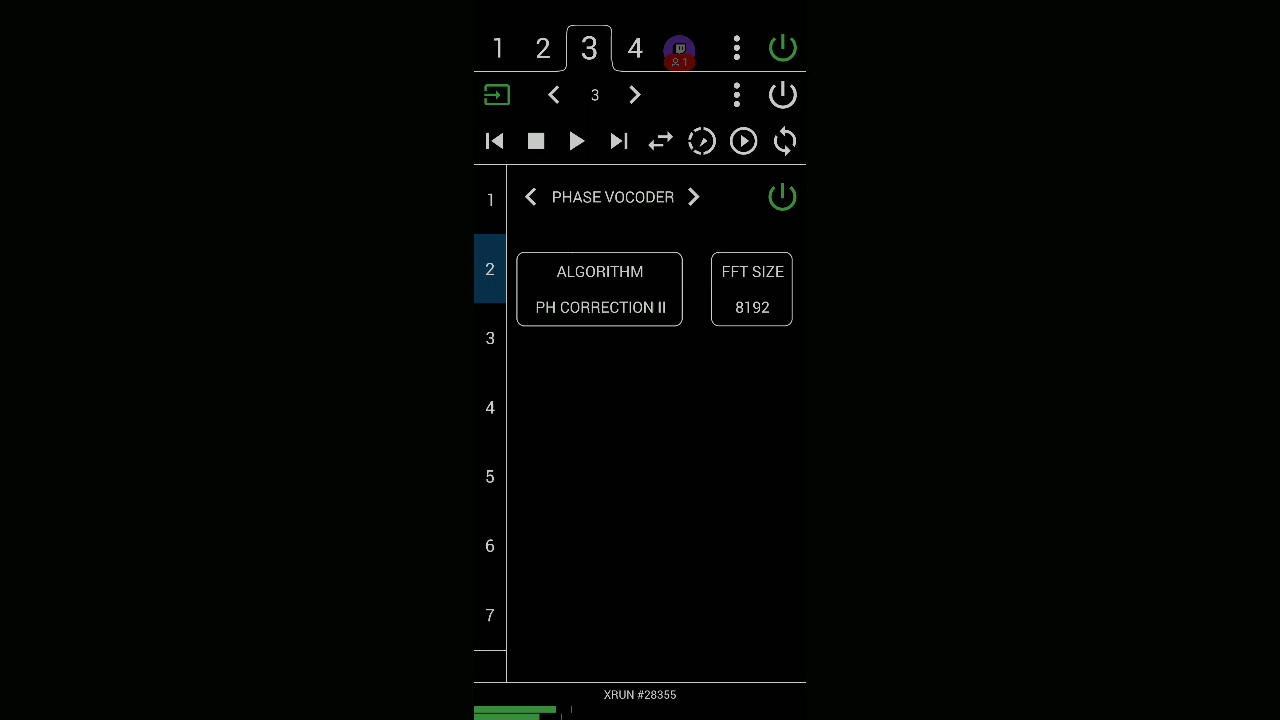 1 2 3 4
1
3
PHASE VOCODER
ALGORITHM
PH CORRECTION II
FFT SIZE
8192
1
2
3
4
5
6
7
XRUN #28355